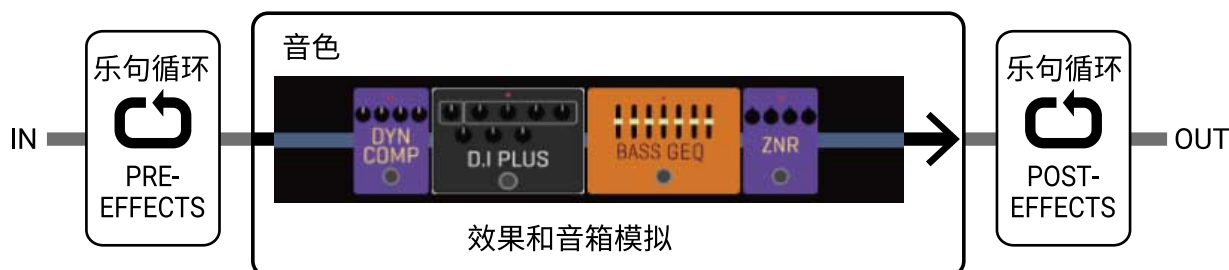 IN
乐句循环
PRE-
EFFECTS
音色
DYN
COMP
D.I PLUS
BASS GEQ
ZNR
效果和音箱模拟
乐句循环
POST-
EFFECTS
OUT